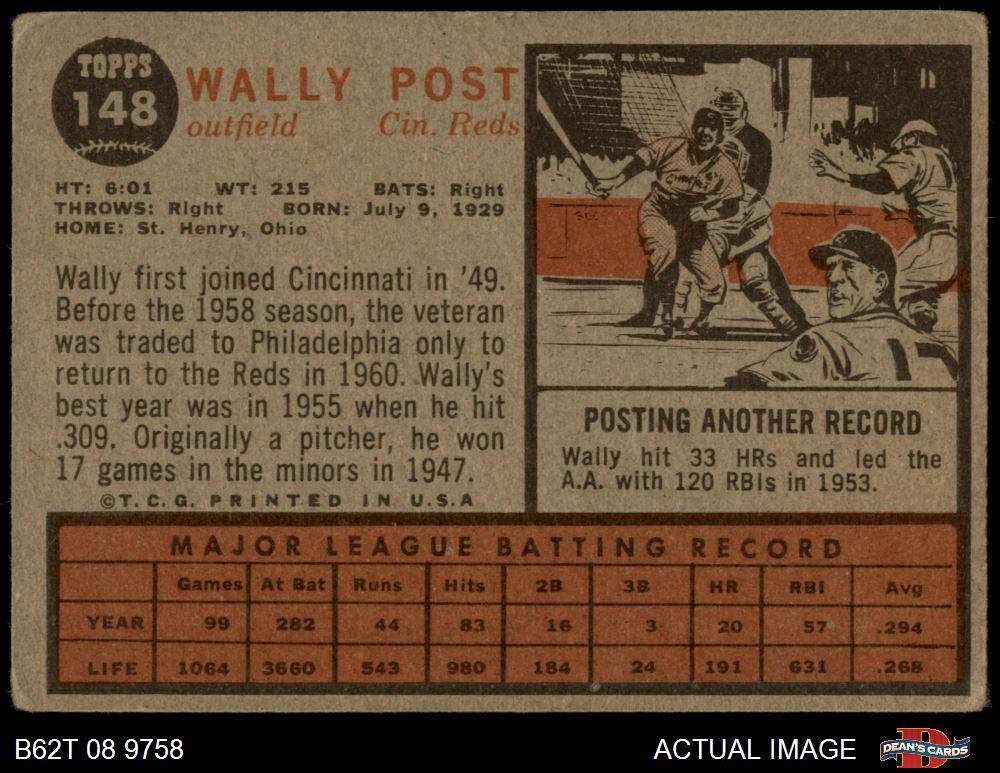 TOPPS
148
WALLY POST
outfield Cin. Reds
HT: 6:01 WT: 215 BATS: Right
THROWS: Right BORN: July 9, 1929
HOME: St. Henry, Ohio
Wally first joined Cincinnati in '49.
Before the 1958 season, the veteran
was traded to Philadelphia only to
return to the Reds in 1960. Wally's
best year was in 1955 when he hit
.309. Originally a pitcher, he won
17 games in the minors in 1947.
©T.C.G. PRINTED IN U.S.A
17
POSTING ANOTHER RECORD
Wally hit 33 HRs and led the
A.A. with 120 RBIs in 1953.
MAJOR LEAGUE BATTING RECORD
Games At Bat Runs Hits 2B 3B HR RBI Avg
YEAR 99 282 44 83 16 3 20 57 .294
LIFE 1064 3660 543 980 184 24 191 631 .268
B62T 08 9758 ACTUAL IMAGE DEAN'S CARDS